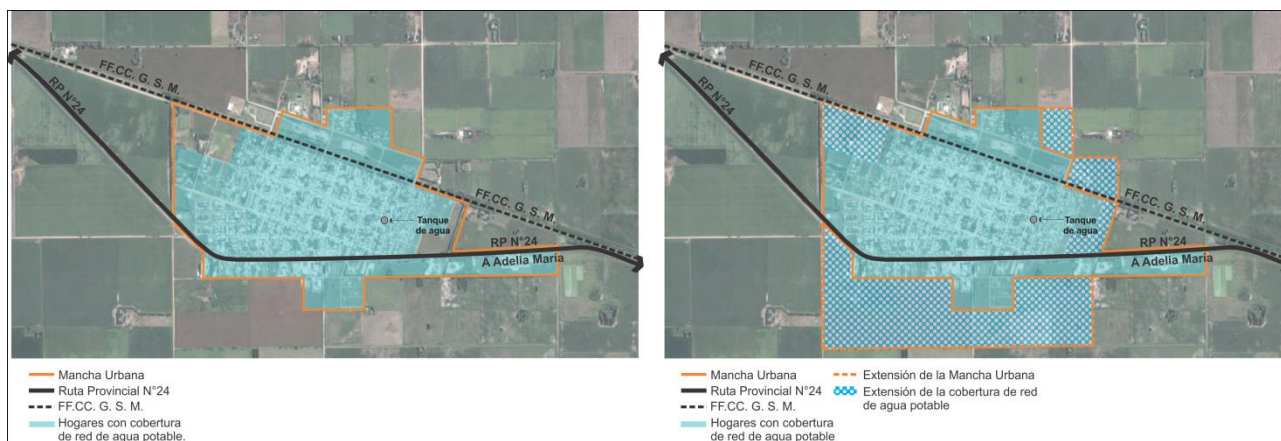 FF.CC. G. S. M.
RP N°24
FF.CC. G. S. M.
Tanque
de agua
RP N°24
A Adelia María
Mancha Urbana
Ruta Provincial N°24
FF.CC. G. S. M.
Hogares con cobertura
de red de agua potable.
FF.CC. G. S. M.
RP N°24
FF.CC. G. S. M.
Tanque
de agua
RP N°24
A Adelia María
Mancha Urbana
Ruta Provincial N°24
FF.CC. G. S. M.
Hogares con cobertura
de red de agua potable
Extensión de la Mancha Urbana
Extensión de la cobertura de red
de agua potable